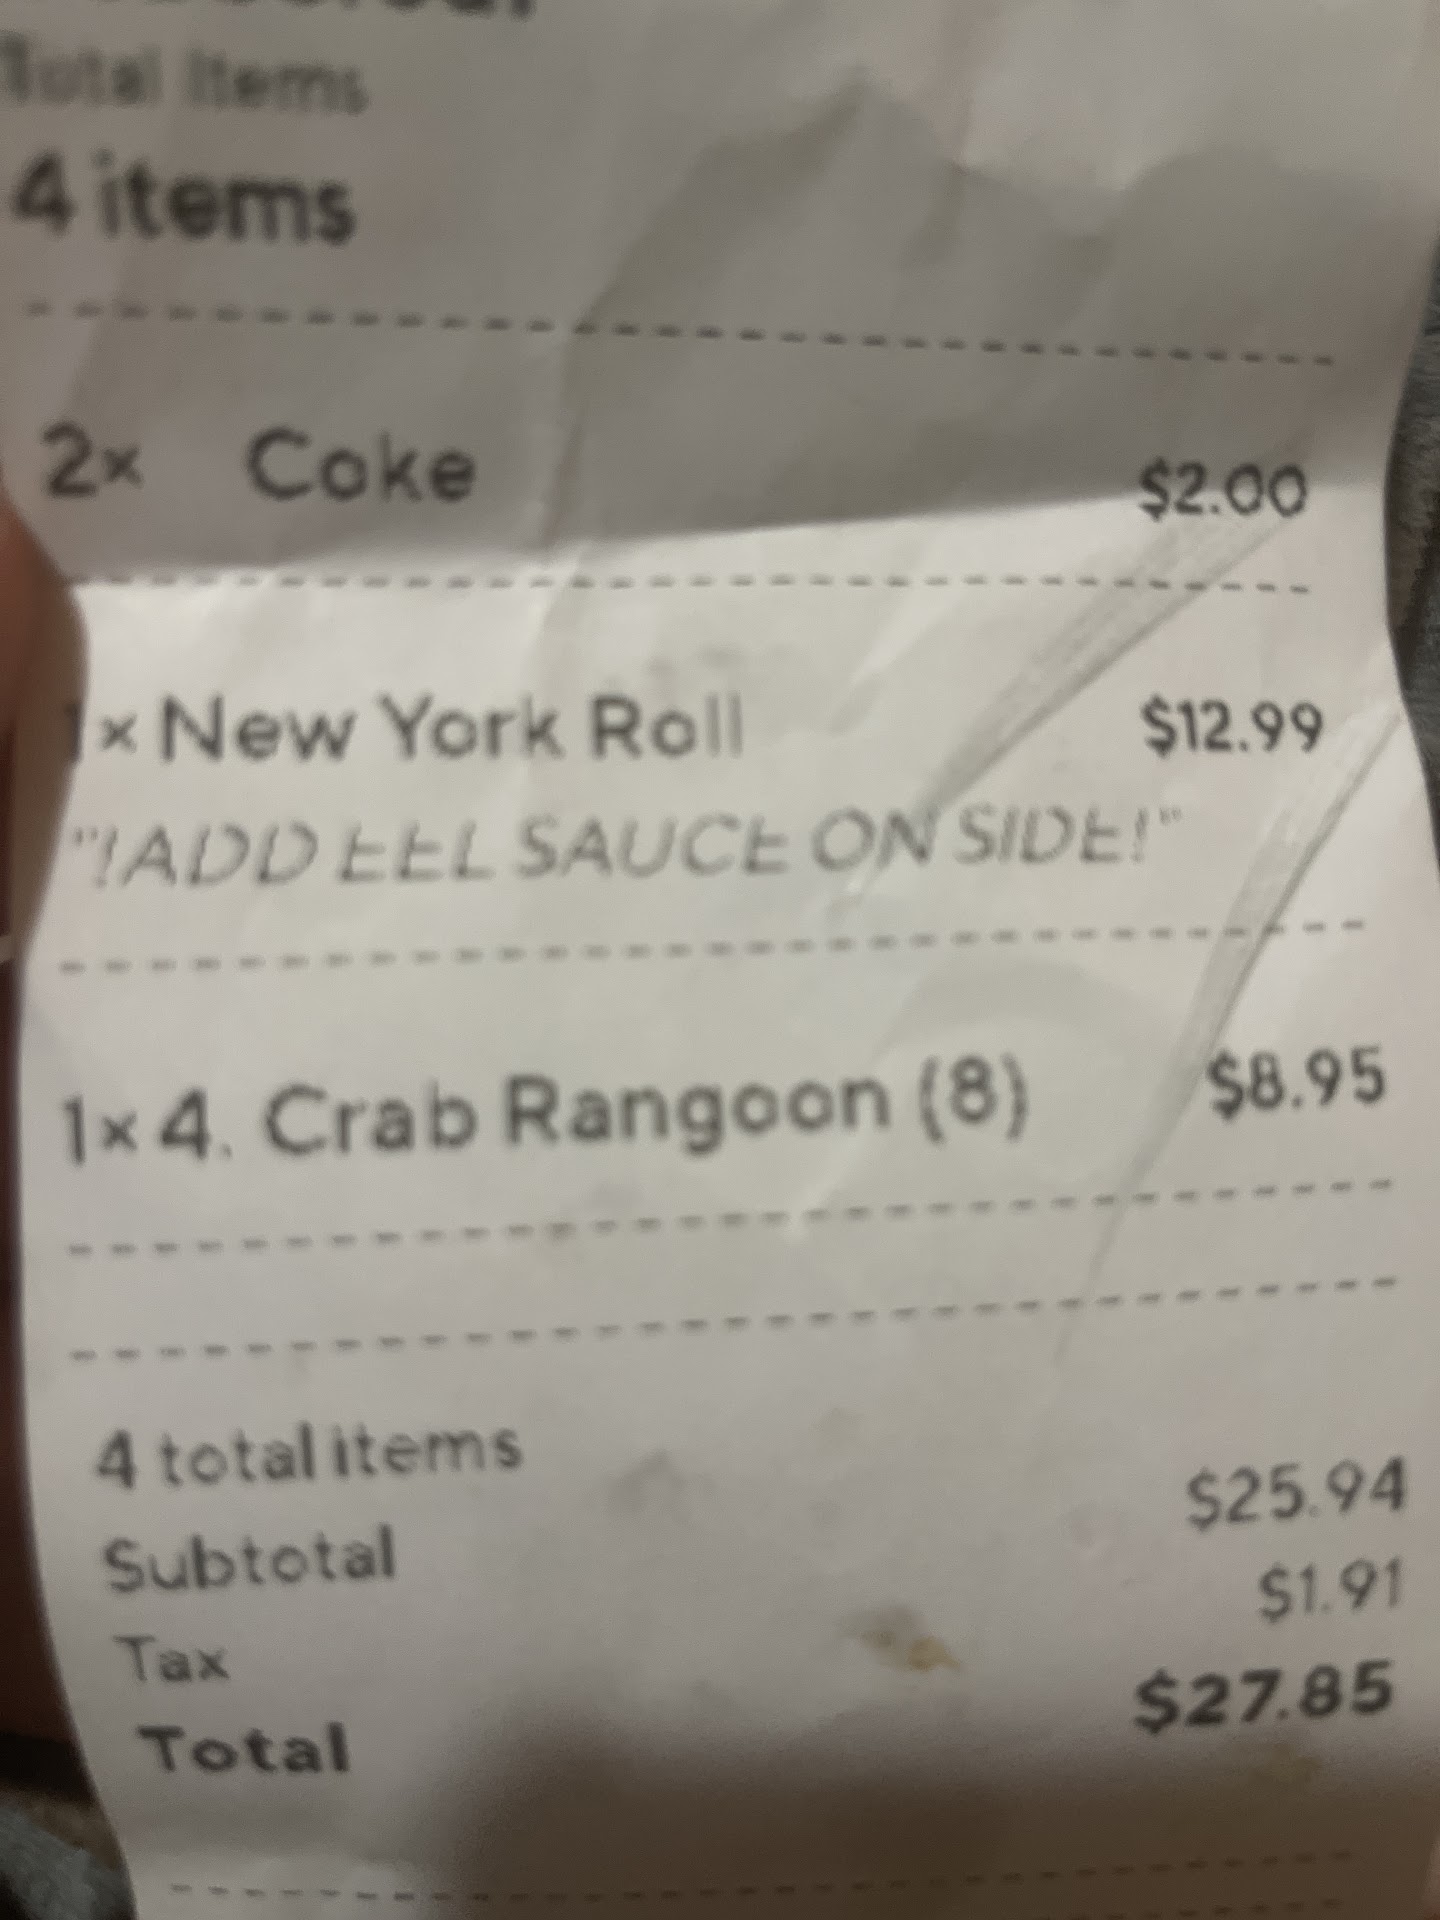 Total Items
4 items
2x Coke $2.00
1x New York Roll $12.99
"!ADD EEL SAUCE ON SIDE!"
1x 4. Crab Rangoon (8) $8.95
4 total items
Subtotal $25.94
Tax $1.91
Total $27.85